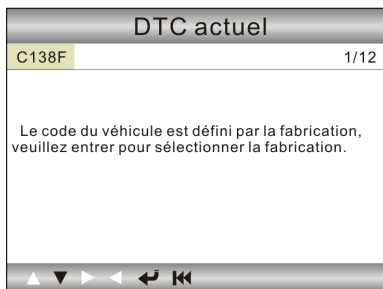 DTC actuel
C138F 1/12
Le code du véhicule est défini par la fabrication,
veuillez entrer pour sélectionner la fabrication.